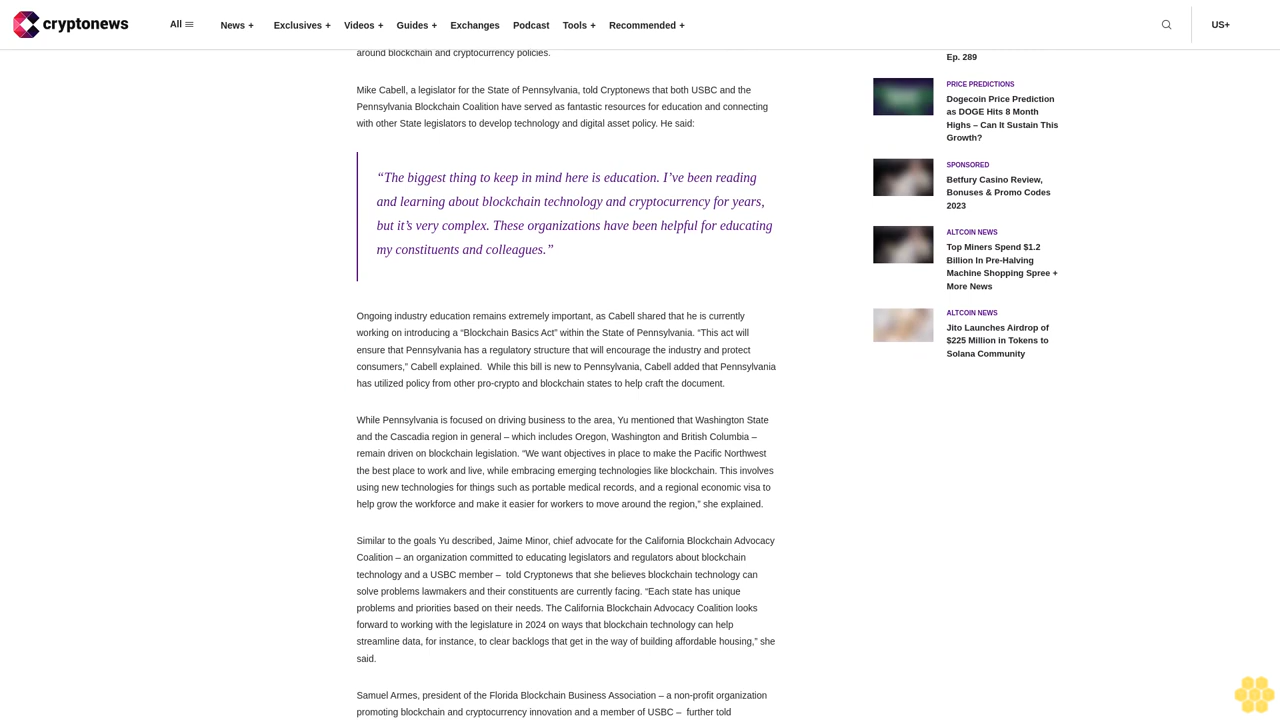 cryptonews
All
News +
Exclusives +
Videos +
Guides +
Exchanges
Podcast
Tools +
Recommended +
US+
around blockchain and cryptocurrency policies.
Mike Cabell, a legislator for the State of Pennsylvania, told Cryptonews that both USBC and the
Pennsylvania Blockchain Coalition have served as fantastic resources for education and connecting
with other State legislators to develop technology and digital asset policy. He said:
“The biggest thing to keep in mind here is education. I’ve been reading
and learning about blockchain technology and cryptocurrency for years,
but it’s very complex. These organizations have been helpful for educating
my constituents and colleagues.”
Ongoing industry education remains extremely important, as Cabell shared that he is currently
working on introducing a “Blockchain Basics Act” within the State of Pennsylvania. “This act will
ensure that Pennsylvania has a regulatory structure that will encourage the industry and protect
consumers,” Cabell explained.  While this bill is new to Pennsylvania, Cabell added that Pennsylvania
has utilized policy from other pro-crypto and blockchain states to help craft the document.
While Pennsylvania is focused on driving business to the area, Yu mentioned that Washington State
and the Cascadia region in general – which includes Oregon, Washington and British Columbia –
remain driven on blockchain legislation. “We want objectives in place to make the Pacific Northwest
the best place to work and live, while embracing emerging technologies like blockchain. This involves
using new technologies for things such as portable medical records, and a regional economic visa to
help grow the workforce and make it easier for workers to move around the region,” she explained.
Similar to the goals Yu described, Jaime Minor, chief advocate for the California Blockchain Advocacy
Coalition – an organization committed to educating legislators and regulators about blockchain
technology and a USBC member –  told Cryptonews that she believes blockchain technology can
solve problems lawmakers and their constituents are currently facing. “Each state has unique
problems and priorities based on their needs. The California Blockchain Advocacy Coalition looks
forward to working with the legislature in 2024 on ways that blockchain technology can help
streamline data, for instance, to clear backlogs that get in the way of building affordable housing,” she
said.
Samuel Armes, president of the Florida Blockchain Business Association – a non-profit organization
promoting blockchain and cryptocurrency innovation and a member of USBC –  further told
Ep. 289
PRICE PREDICTIONS
Dogecoin Price Prediction
as DOGE Hits 8 Month
Highs – Can It Sustain This
Growth?
SPONSORED
Betfury Casino Review,
Bonuses & Promo Codes
2023
ALTCOIN NEWS
Top Miners Spend $1.2
Billion In Pre-Halving
Machine Shopping Spree +
More News
ALTCOIN NEWS
Jito Launches Airdrop of
$225 Million in Tokens to
Solana Community